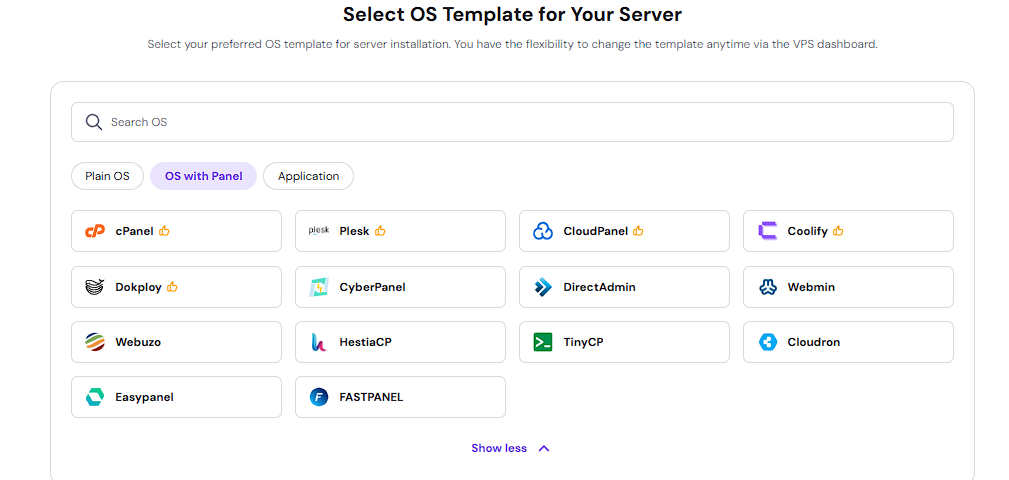 Select OS Template for Your Server
Select your preferred OS template for server installation. You have the flexibility to change the template anytime via the VPS dashboard.
Search OS
Plain OS OS with Panel Application
cPanel plesk Plesk CloudPanel Coolify
Dokploy CyberPanel DirectAdmin Webmin
Webuzo HestiaCP TinyCP Cloudron
Easypanel F FASTPANEL
Show less